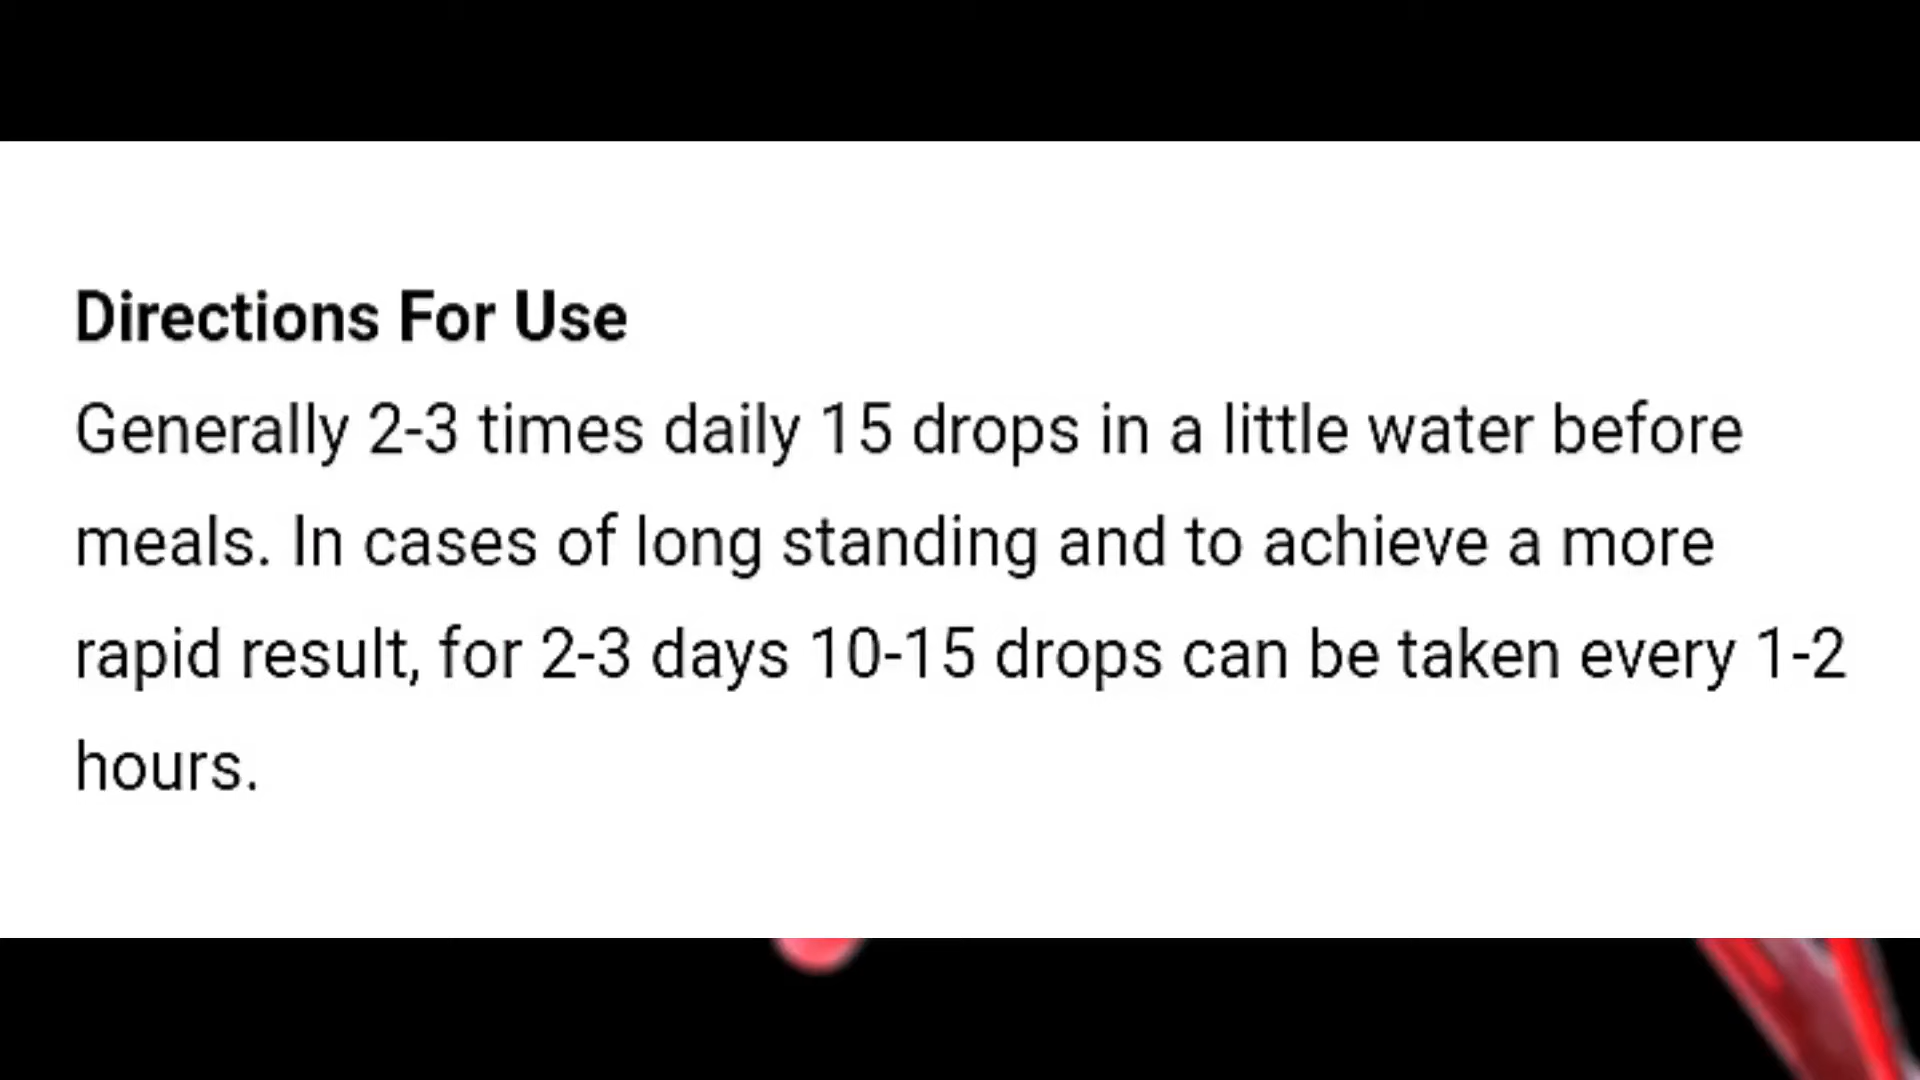 Directions For Use
Generally 2-3 times daily 15 drops in a little water before
meals. In cases of long standing and to achieve a more
rapid result, for 2-3 days 10-15 drops can be taken every 1-2
hours.